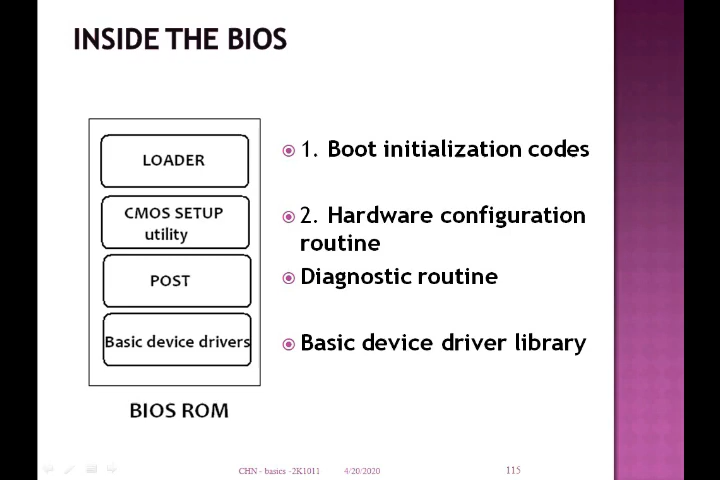 INSIDE THE BIOS
LOADER
CMOS SETUP
utility
POST
Basic device drivers
BIOS ROM
1. Boot initialization codes
2. Hardware configuration
routine
Diagnostic routine
Basic device driver library
CHN - basics -2K1011 4/20/2020 115